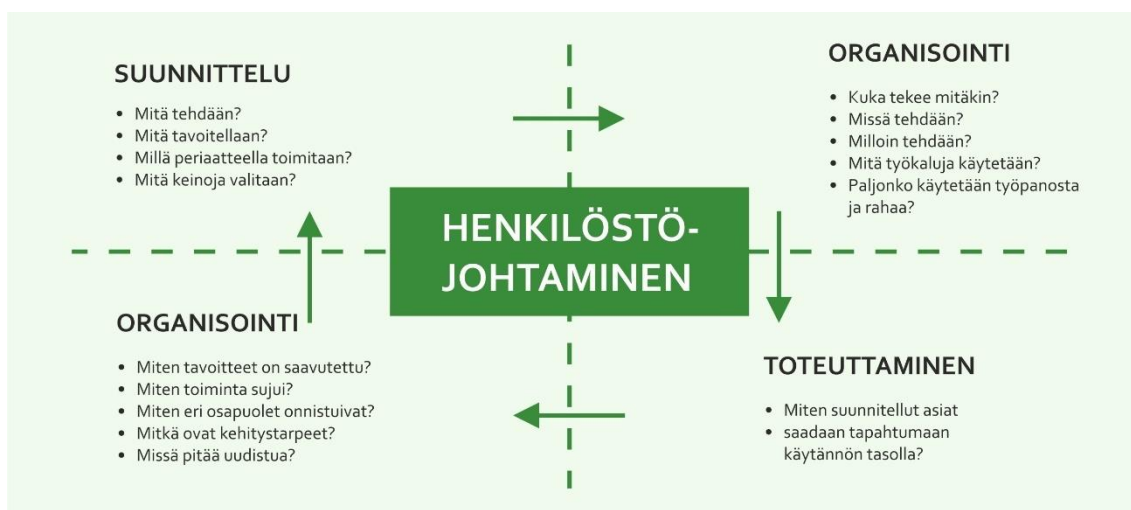 SUUNNITTELU
• Mitä tehdään?
• Mitä tavoitellaan?
• Millä periaatteella toimitaan?
• Mitä keinoja valitaan?
ORGANISOINTI
• Kuka tekee mitäkin?
• Missä tehdään?
• Milloin tehdään?
• Mitä työkaluja käytetään?
• Paljonko käytetään työpanosta
ja rahaa?
HENKILÖSTÖ-
JOHTAMINEN
ORGANISOINTI
• Miten tavoitteet on saavutettu?
• Miten toiminta sujui?
• Miten eri osapuolet onnistuivat?
• Mitkä ovat kehitystarpeet?
• Missä pitää uudistua?
TOTEUTTAMINEN
• Miten suunnitellut asiat
• saadaan tapahtumaan
käytännön tasolla?